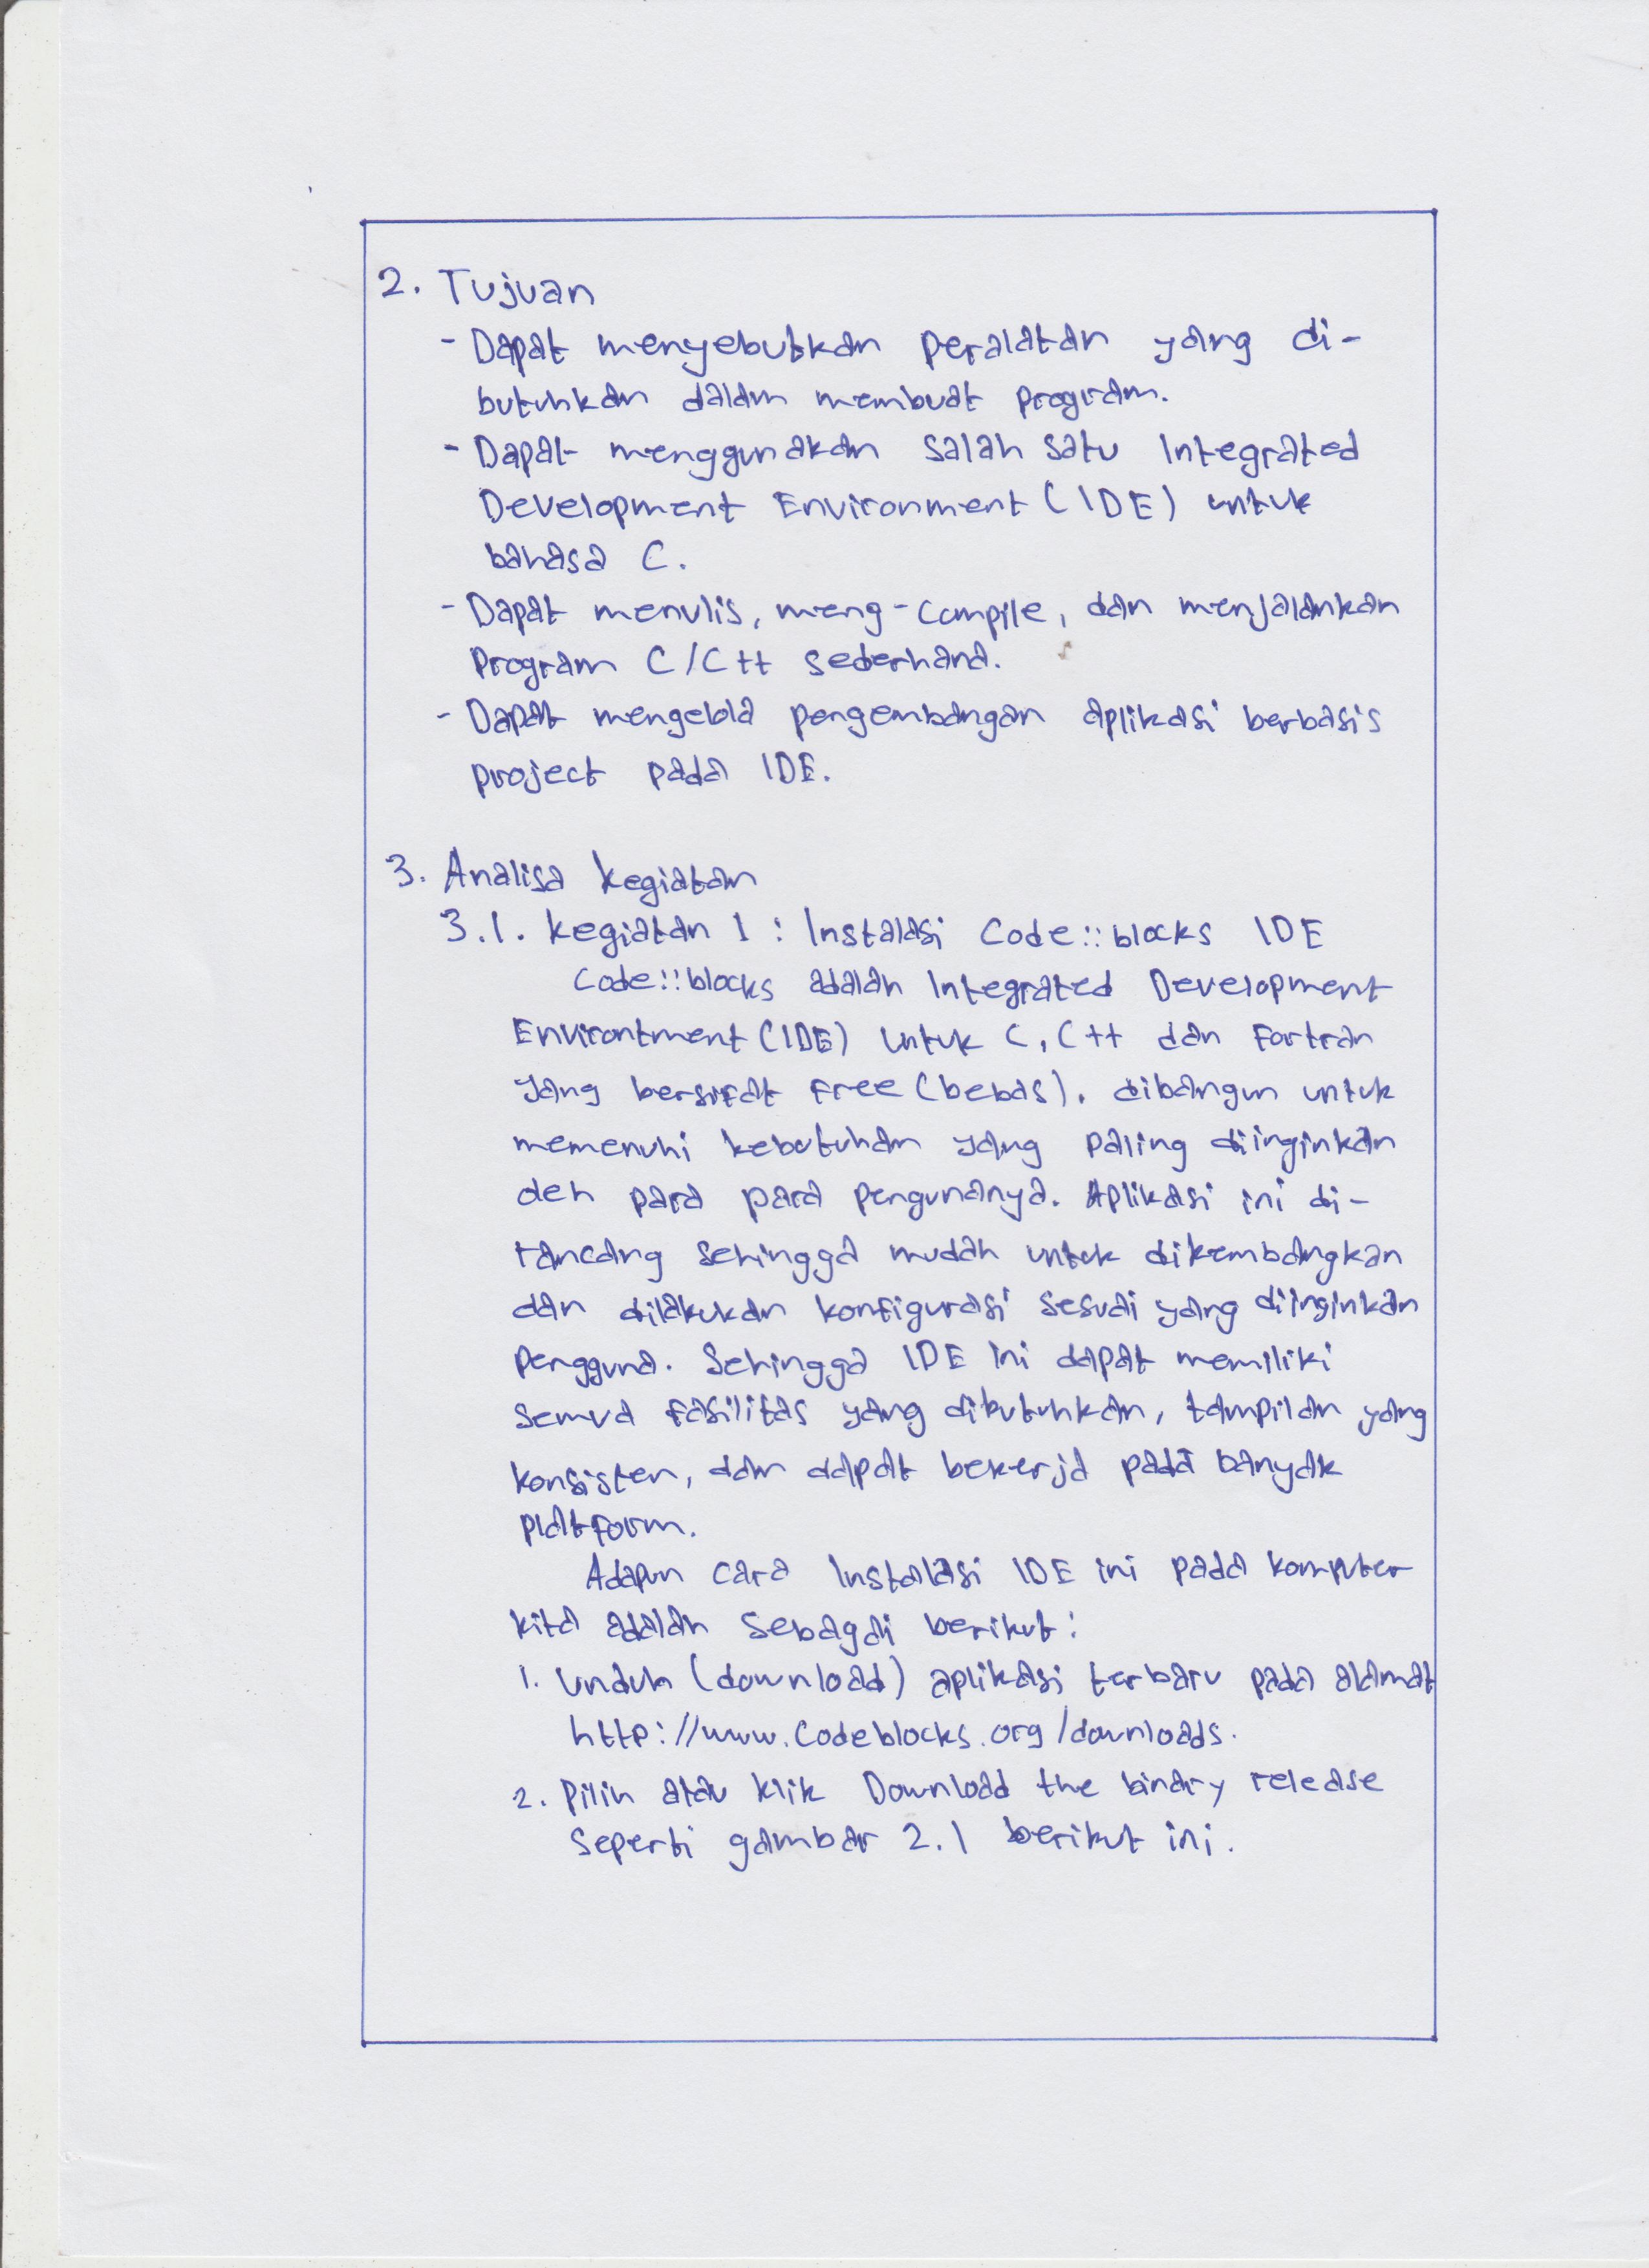 2. Tujuan
- Dapat menyebutkan peralatan yang di-
butuhkan dalam membuat program.
- Dapat menggunakan salah satu Integrated
Development Environment (IDE) untuk
bahasa C.
- Dapat menulis, meng-compile, dan menjalankan
Program C/C++ sederhana.
- Dapat mengelola pengembangan aplikasi berbasis
project pada IDE.
3. Analisa kegiatan
3.1. kegiatan 1 : Instalasi Code::blocks IDE
Code::blocks adalah Integrated Development
Environtment (IDE) untuk C, C++ dan Fortran
yang bersifat free (bebas). dibangun untuk
memenuhi kebutuhan yang paling diinginkan
oleh para para pengunanya. Aplikasi ini di-
rancang sehingga mudah untuk dikembangkan
dan dilakukan konfigurasi sesuai yang diinginkan
pengguna. Sehingga IDE ini dapat memiliki
semua fasilitas yang dibutuhkan, tampilan yang
konsisten, dan dapat bekerja pada banyak
platform.
Adapun cara Instalasi IDE ini pada komputer
kita adalah sebagai berikut:
1. Unduh (download) aplikasi terbaru pada alamat
http://www.codeblocks.org/downloads.
2. Pilih atau klik Download the binary release
seperti gambar 2.1 berikut ini.